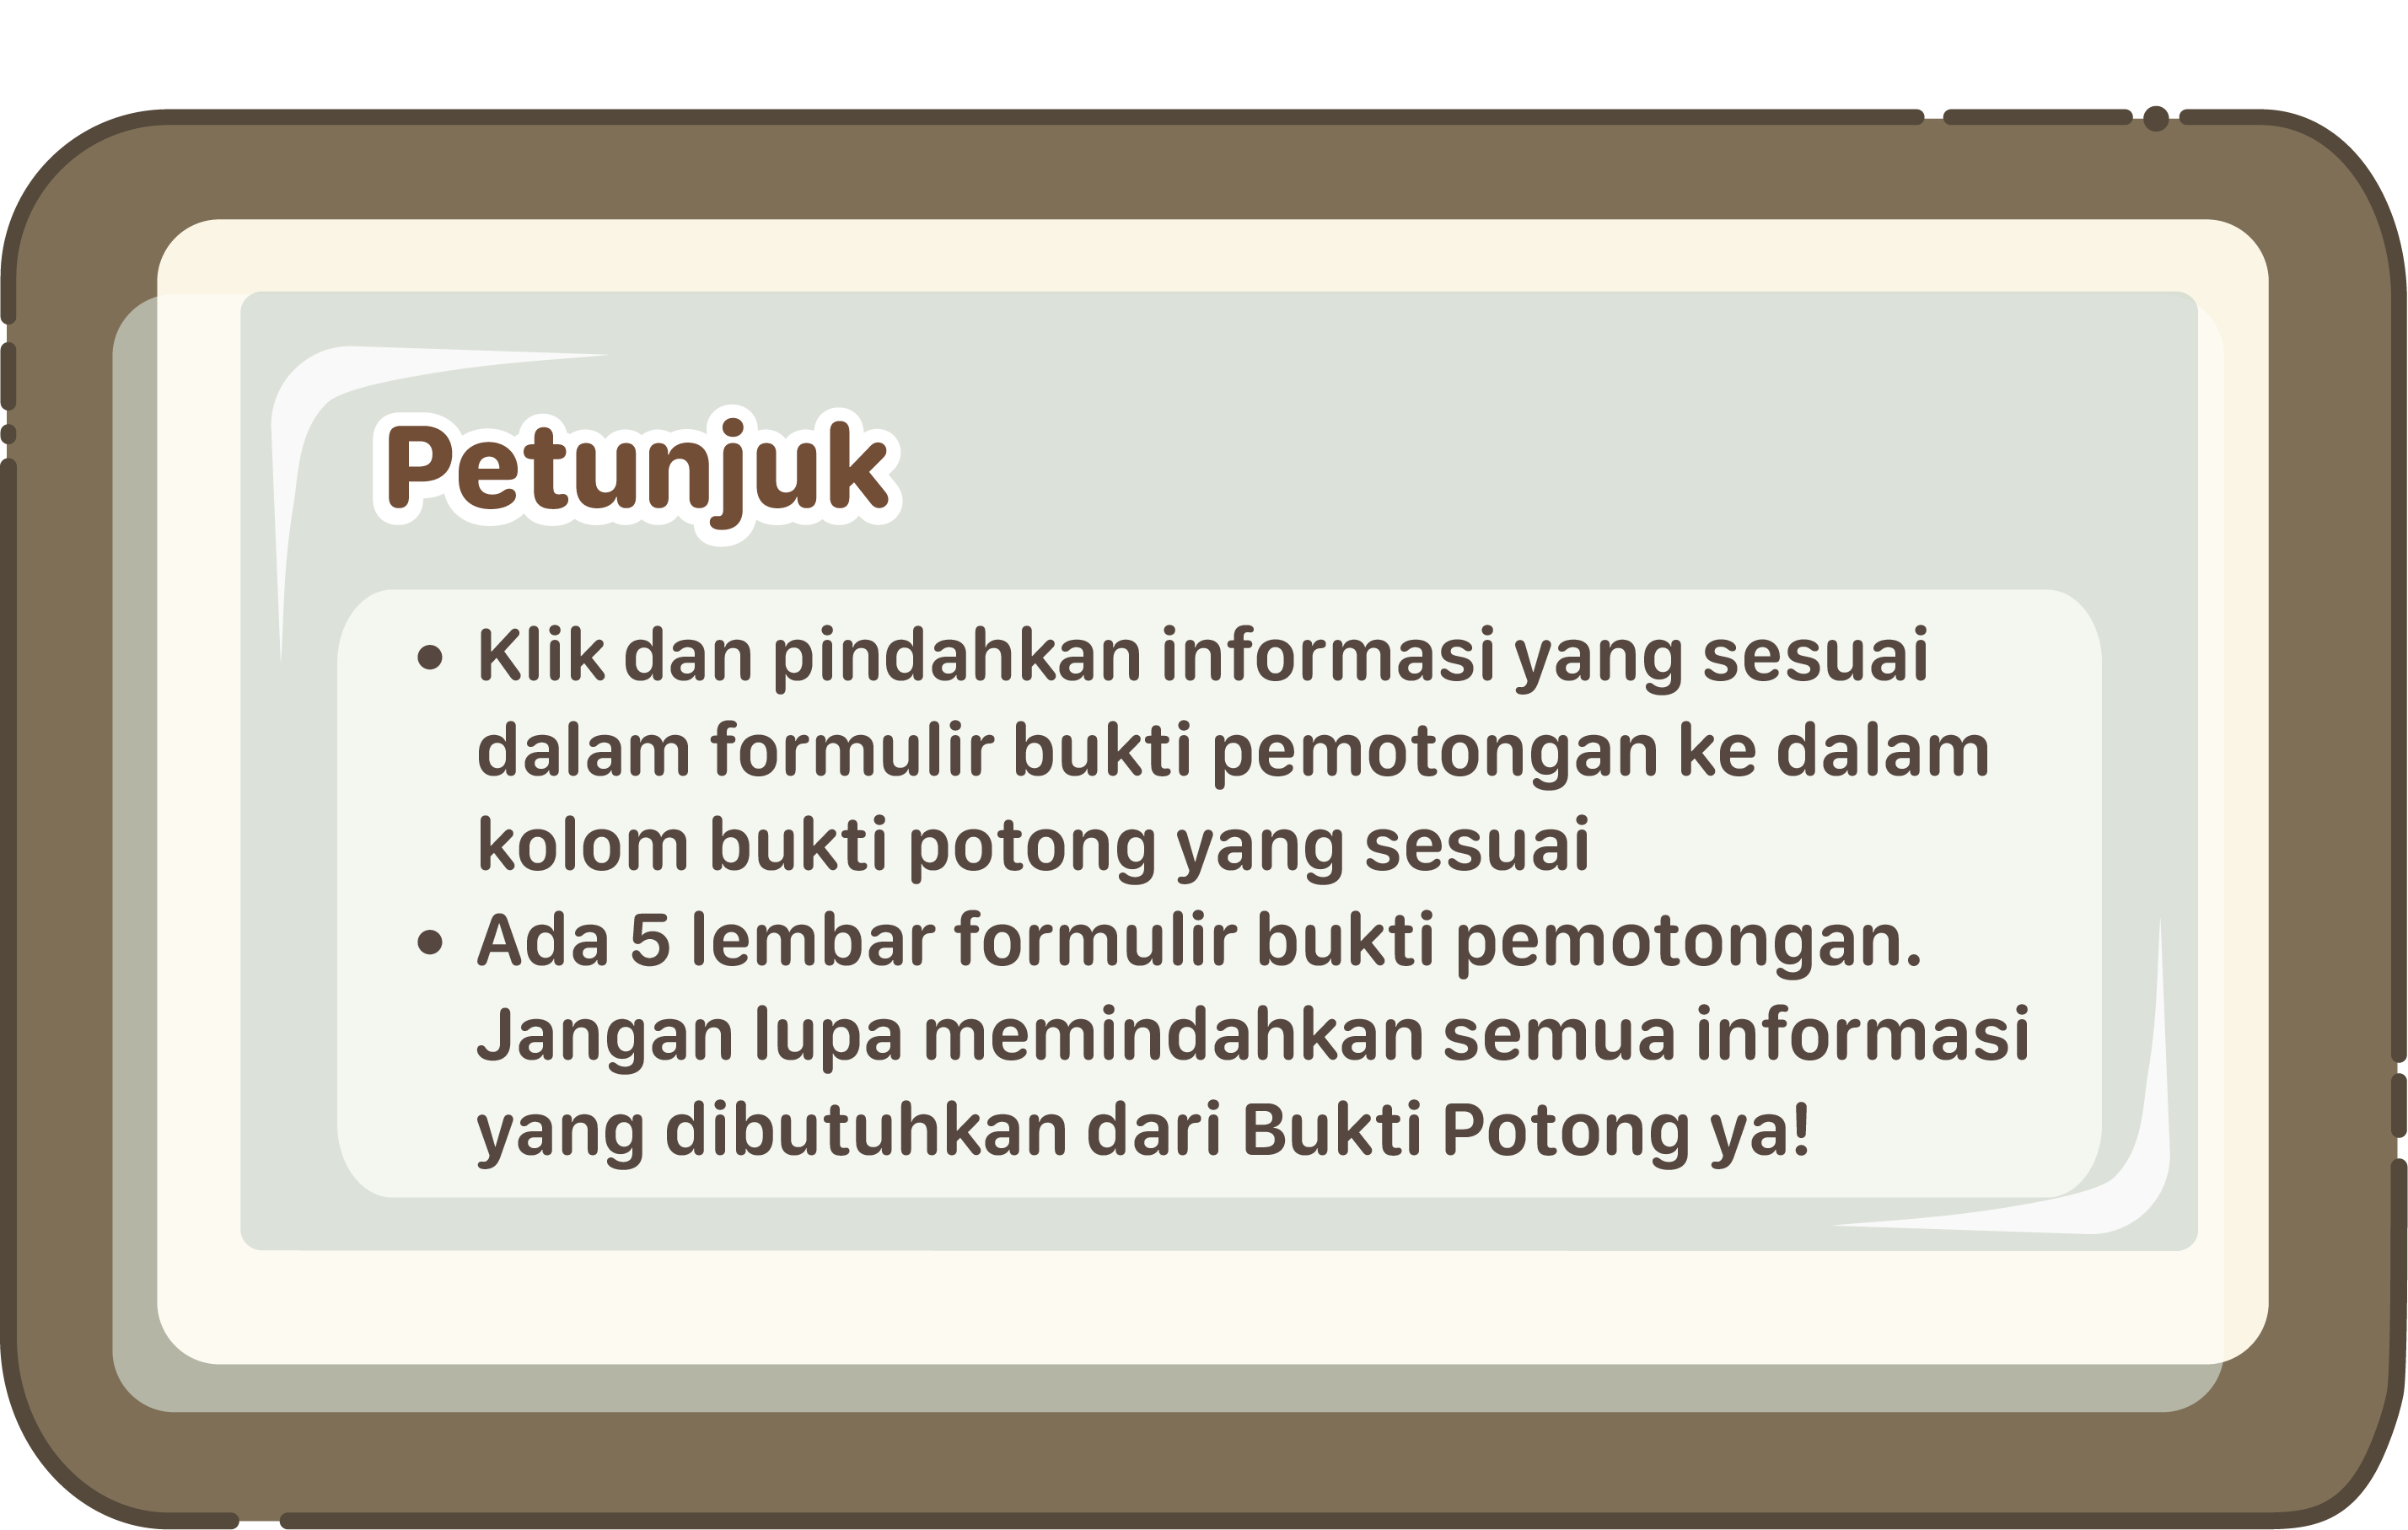 Petunjuk
• Klik dan pindahkan informasi yang sesuai
dalam formulir bukti pemotongan ke dalam
kolom bukti potong yang sesuai
• Ada 5 lembar formulir bukti pemotongan.
Jangan lupa memindahkan semua informasi
yang dibutuhkan dari Bukti Potong ya!